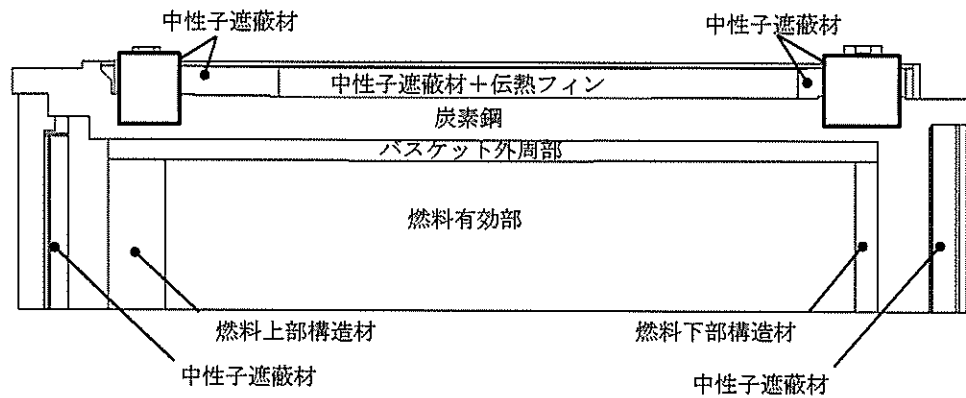 中性子遮蔽材
中性子遮蔽材
中性子遮蔽材+伝熱フィン
炭素鋼
バスケット外周部
燃料有効部
燃料上部構造材
燃料下部構造材
中性子遮蔽材
中性子遮蔽材